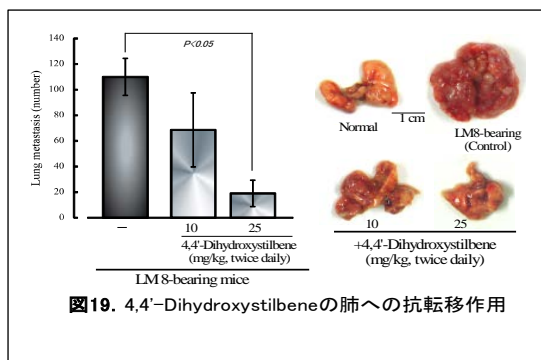 Lung metastasis (number)
140
120
100
80
60
40
20
0
P<0.05
–
10
25
4,4'-Dihydroxystilbene
(mg/kg, twice daily)
LM 8-bearing mice
Normal
1 cm
LM8-bearing
(Control)
10
25
+4,4'-Dihydroxystilbene
(mg/kg, twice daily)
図19. 4,4'-Dihydroxystilbeneの肺への抗転移作用